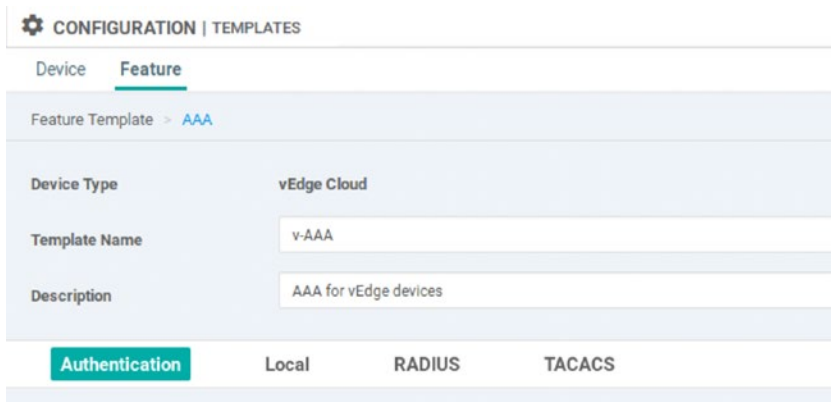 CONFIGURATION | TEMPLATES
Device Feature
Feature Template > AAA
Device Type vEdge Cloud
Template Name v-AAA
Description AAA for vEdge devices
Authentication Local RADIUS TACACS